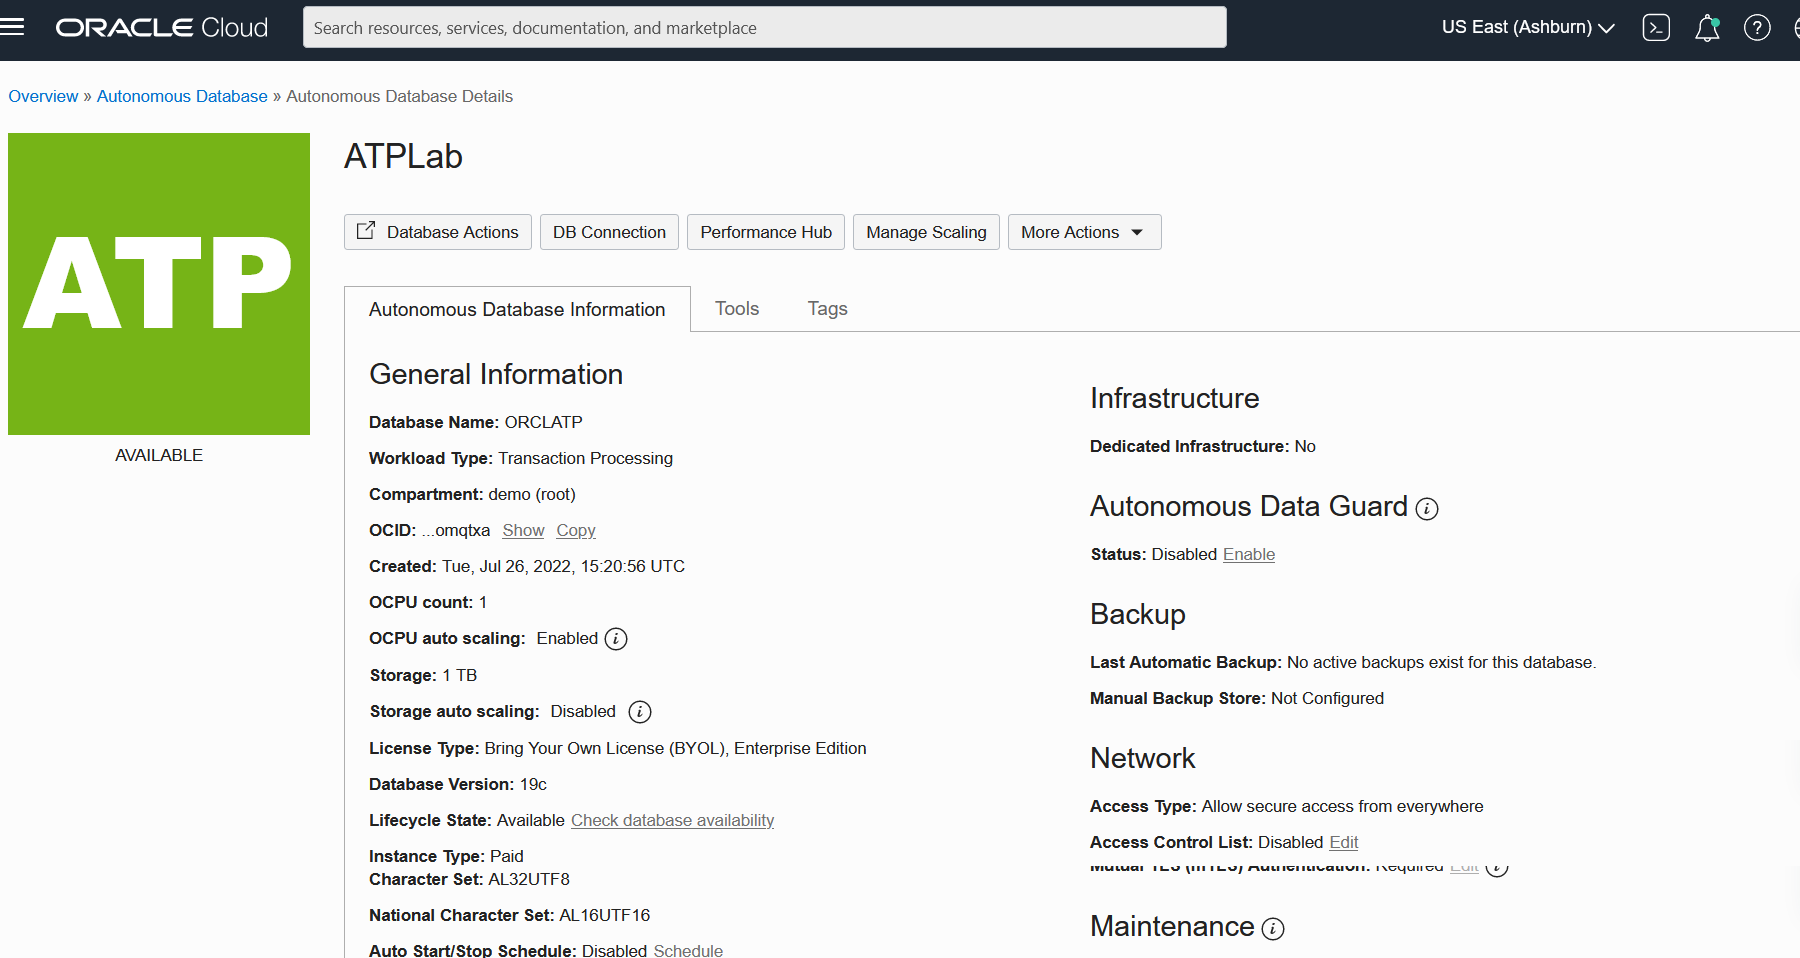 ORACLE Cloud
Search resources, services, documentation, and marketplace
US East (Ashburn)
Overview » Autonomous Database » Autonomous Database Details
ATP
AVAILABLE
ATPLab
Database Actions
DB Connection
Performance Hub
Manage Scaling
More Actions
Autonomous Database Information
Tools
Tags
General Information
Database Name: ORCLATP
Workload Type: Transaction Processing
Compartment: demo (root)
OCID: ...omqtxa Show Copy
Created: Tue, Jul 26, 2022, 15:20:56 UTC
OCPU count: 1
OCPU auto scaling: Enabled
Storage: 1 TB
Storage auto scaling: Disabled
License Type: Bring Your Own License (BYOL), Enterprise Edition
Database Version: 19c
Lifecycle State: Available Check database availability
Instance Type: Paid
Character Set: AL32UTF8
National Character Set: AL16UTF16
Auto Start/Stop Schedule: Disabled Schedule
Infrastructure
Dedicated Infrastructure: No
Autonomous Data Guard
Status: Disabled Enable
Backup
Last Automatic Backup: No active backups exist for this database.
Manual Backup Store: Not Configured
Network
Access Type: Allow secure access from everywhere
Access Control List: Disabled Edit
Mutual TLS (mTLS) Authentication: Required Edit
Maintenance